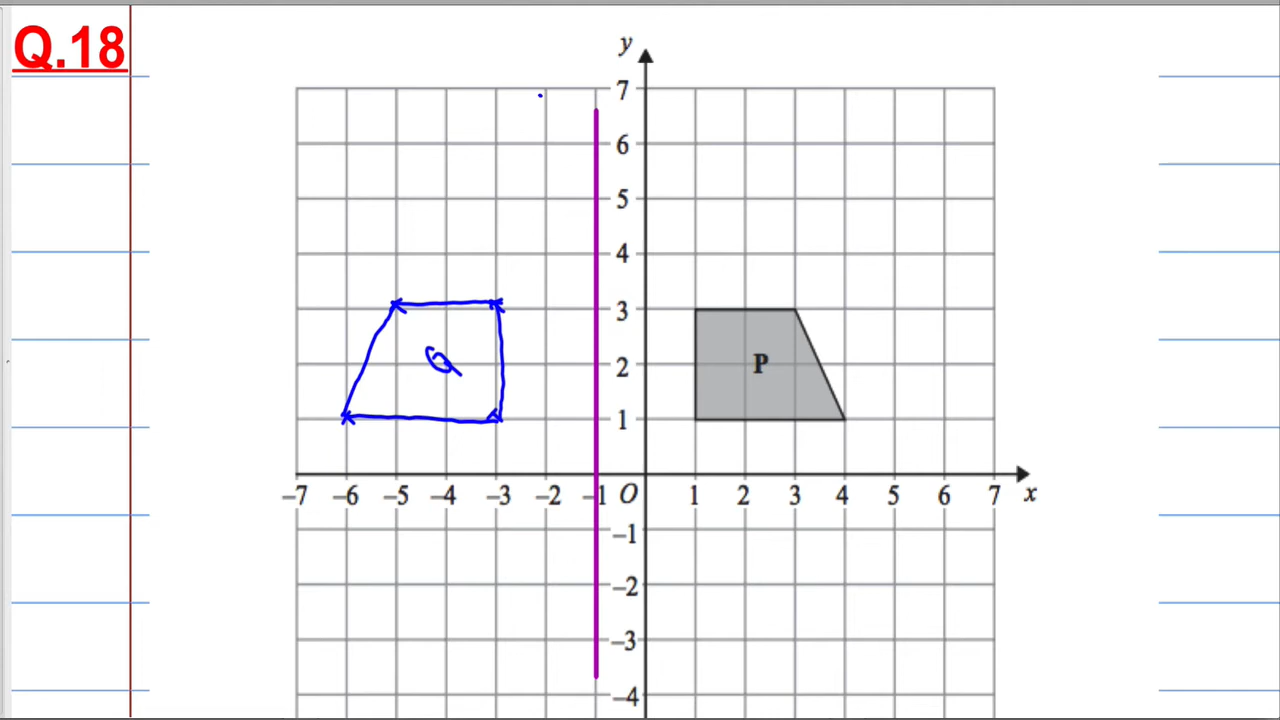 Q.18
y
7
6
5
4
3
Q
2
P
1
–7 –6 –5 –4 –3 –2 –1 O 1 2 3 4 5 6 7 x
–1
–2
–3
–4